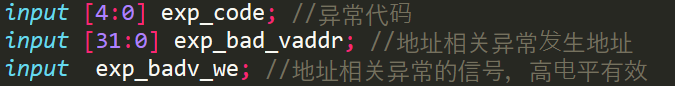 input [4:0] exp_code; //异常代码
input [31:0] exp_bad_vaddr; //地址相关异常发生地址
input  exp_badv_we; //地址相关异常的信号，高电平有效